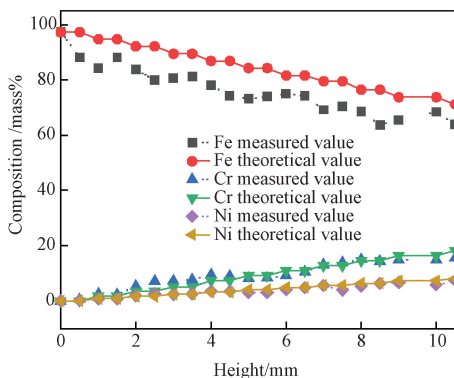 100
80
60
40
20
0
Composition /mass%
Fe measured value
Fe theoretical value
Cr measured value
Cr theoretical value
Ni measured value
Ni theoretical value
0 2 4 6 8 10
Height/mm